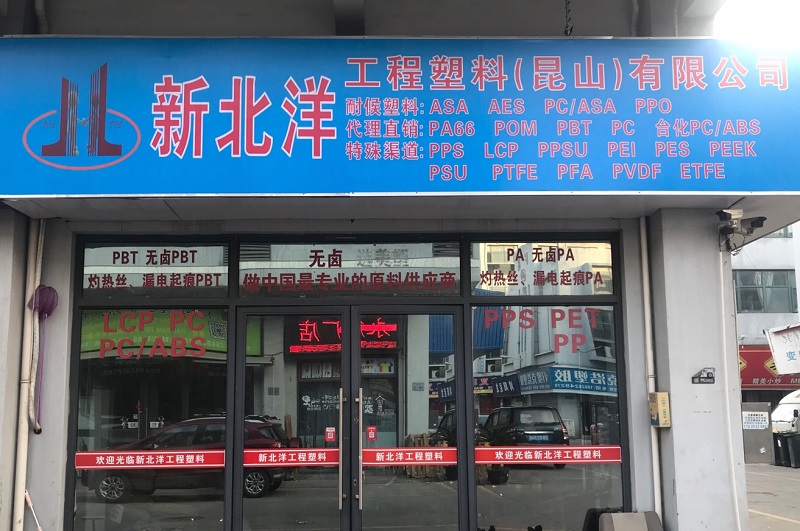 新北洋
工程塑料(昆山)有限公司
耐候塑料: ASA AES PC/ASA PPO
代理直销: PA66 POM PBT PC 台化PC/ABS
特殊渠道: PPS LCP PPSU PEI PES PEEK
PSU PTFE PFA PVDF ETFE
PBT 无卤PBT
灼热丝、漏电起痕PBT
无卤
做中国最专业的原料供应商
PA 无卤PA
灼热丝、漏电起痕PA
LCP PC
PC/ABS
PPS PET
PP
欢迎光临新北洋工程塑料
新北洋工程塑料
新北洋工程塑料
欢迎光临新北洋工程塑料
精美小炒